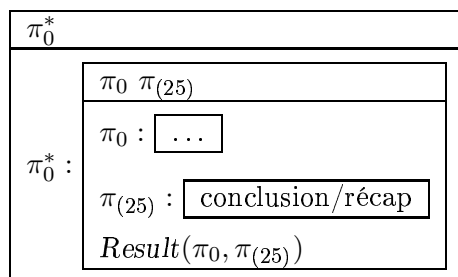 π₀*
π₀ π₍₂₅₎
π₀ : …
π₀* :
π₍₂₅₎ : conclusion/récap
Result(π₀, π₍₂₅₎)